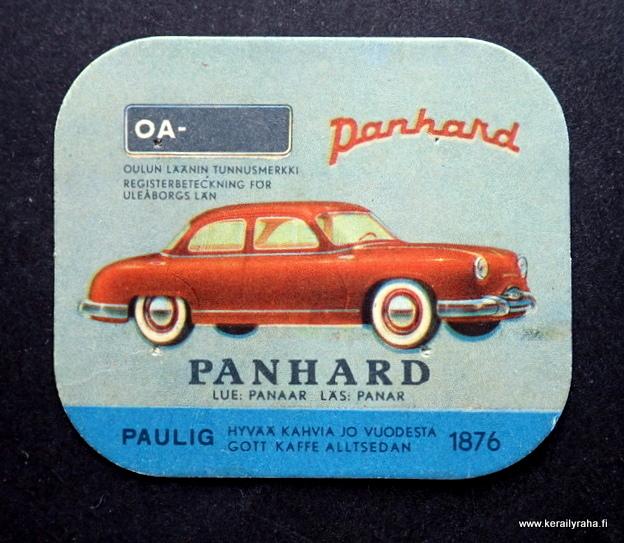 OA-
Panhard
OULUN LÄÄNIN TUNNUSMERKKI
REGISTERBETECKNING FÖR
ULEÅBORGS LÄN
PANHARD
LUE: PANAAR LÄS: PANAR
PAULIG HYVÄÄ KAHVIA JO VUODESTA 1876
GOTT KAFFE ALLTSEDAN
www.kerailyraha.fi